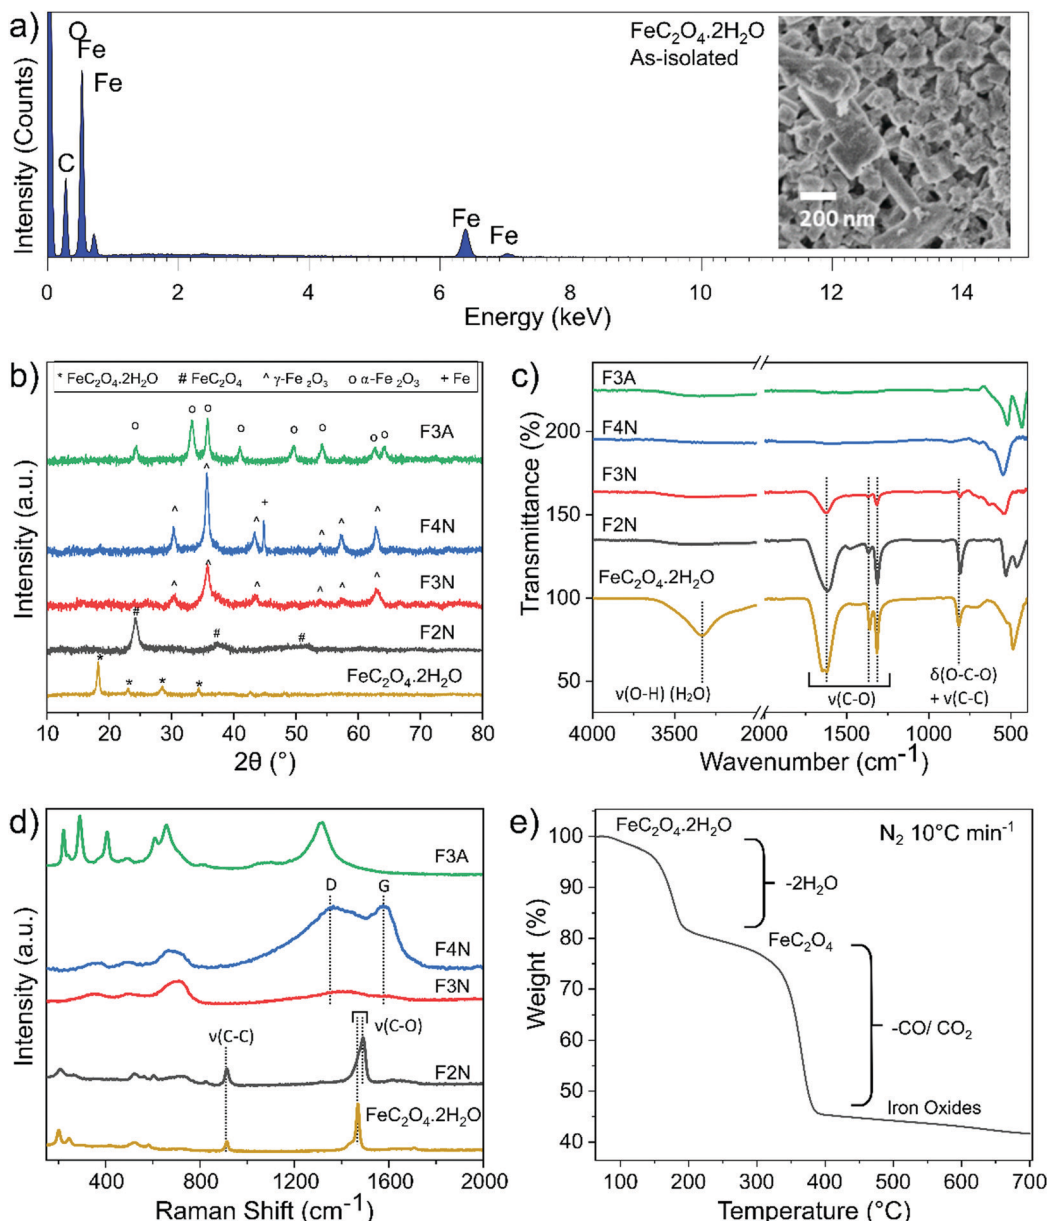 a)
Intensity (Counts)
O
Fe
Fe
C
Fe
Fe
FeC₂O₄.2H₂O
As-isolated
200 nm
0 2 4 6 8 10 12 14
Energy (keV)
b)
* FeC₂O₄.2H₂O # FeC₂O₄ ^ γ-Fe ₂O₃ o α-Fe ₂O₃ + Fe
Intensity (a.u.)
o o o o o o o o
F3A
^ ^ ^ + ^ ^ ^
F4N
^ ^ ^ ^ ^ ^
F3N
# # #
F2N
* * * *
FeC₂O₄.2H₂O
10 20 30 40 50 60 70 80
2θ (°)
c)
Transmittance (%)
200
150
100
50
F3A
F4N
F3N
F2N
FeC₂O₄.2H₂O
ν(O-H) (H₂O)
ν(C-O)
δ(O-C-O)
+ ν(C-C)
4000 3000 2000 1500 1000 500
Wavenumber (cm⁻¹)
d)
Intensity (a.u.)
F3A
D G
F4N
F3N
ν(C-C)
ν(C-O)
F2N
FeC₂O₄.2H₂O
400 800 1200 1600 2000
Raman Shift (cm⁻¹)
e)
Weight (%)
100
90
80
70
60
50
40
FeC₂O₄.2H₂O
N₂ 10°C min⁻¹
-2H₂O
FeC₂O₄
-CO/ CO₂
Iron Oxides
100 200 300 400 500 600 700
Temperature (°C)